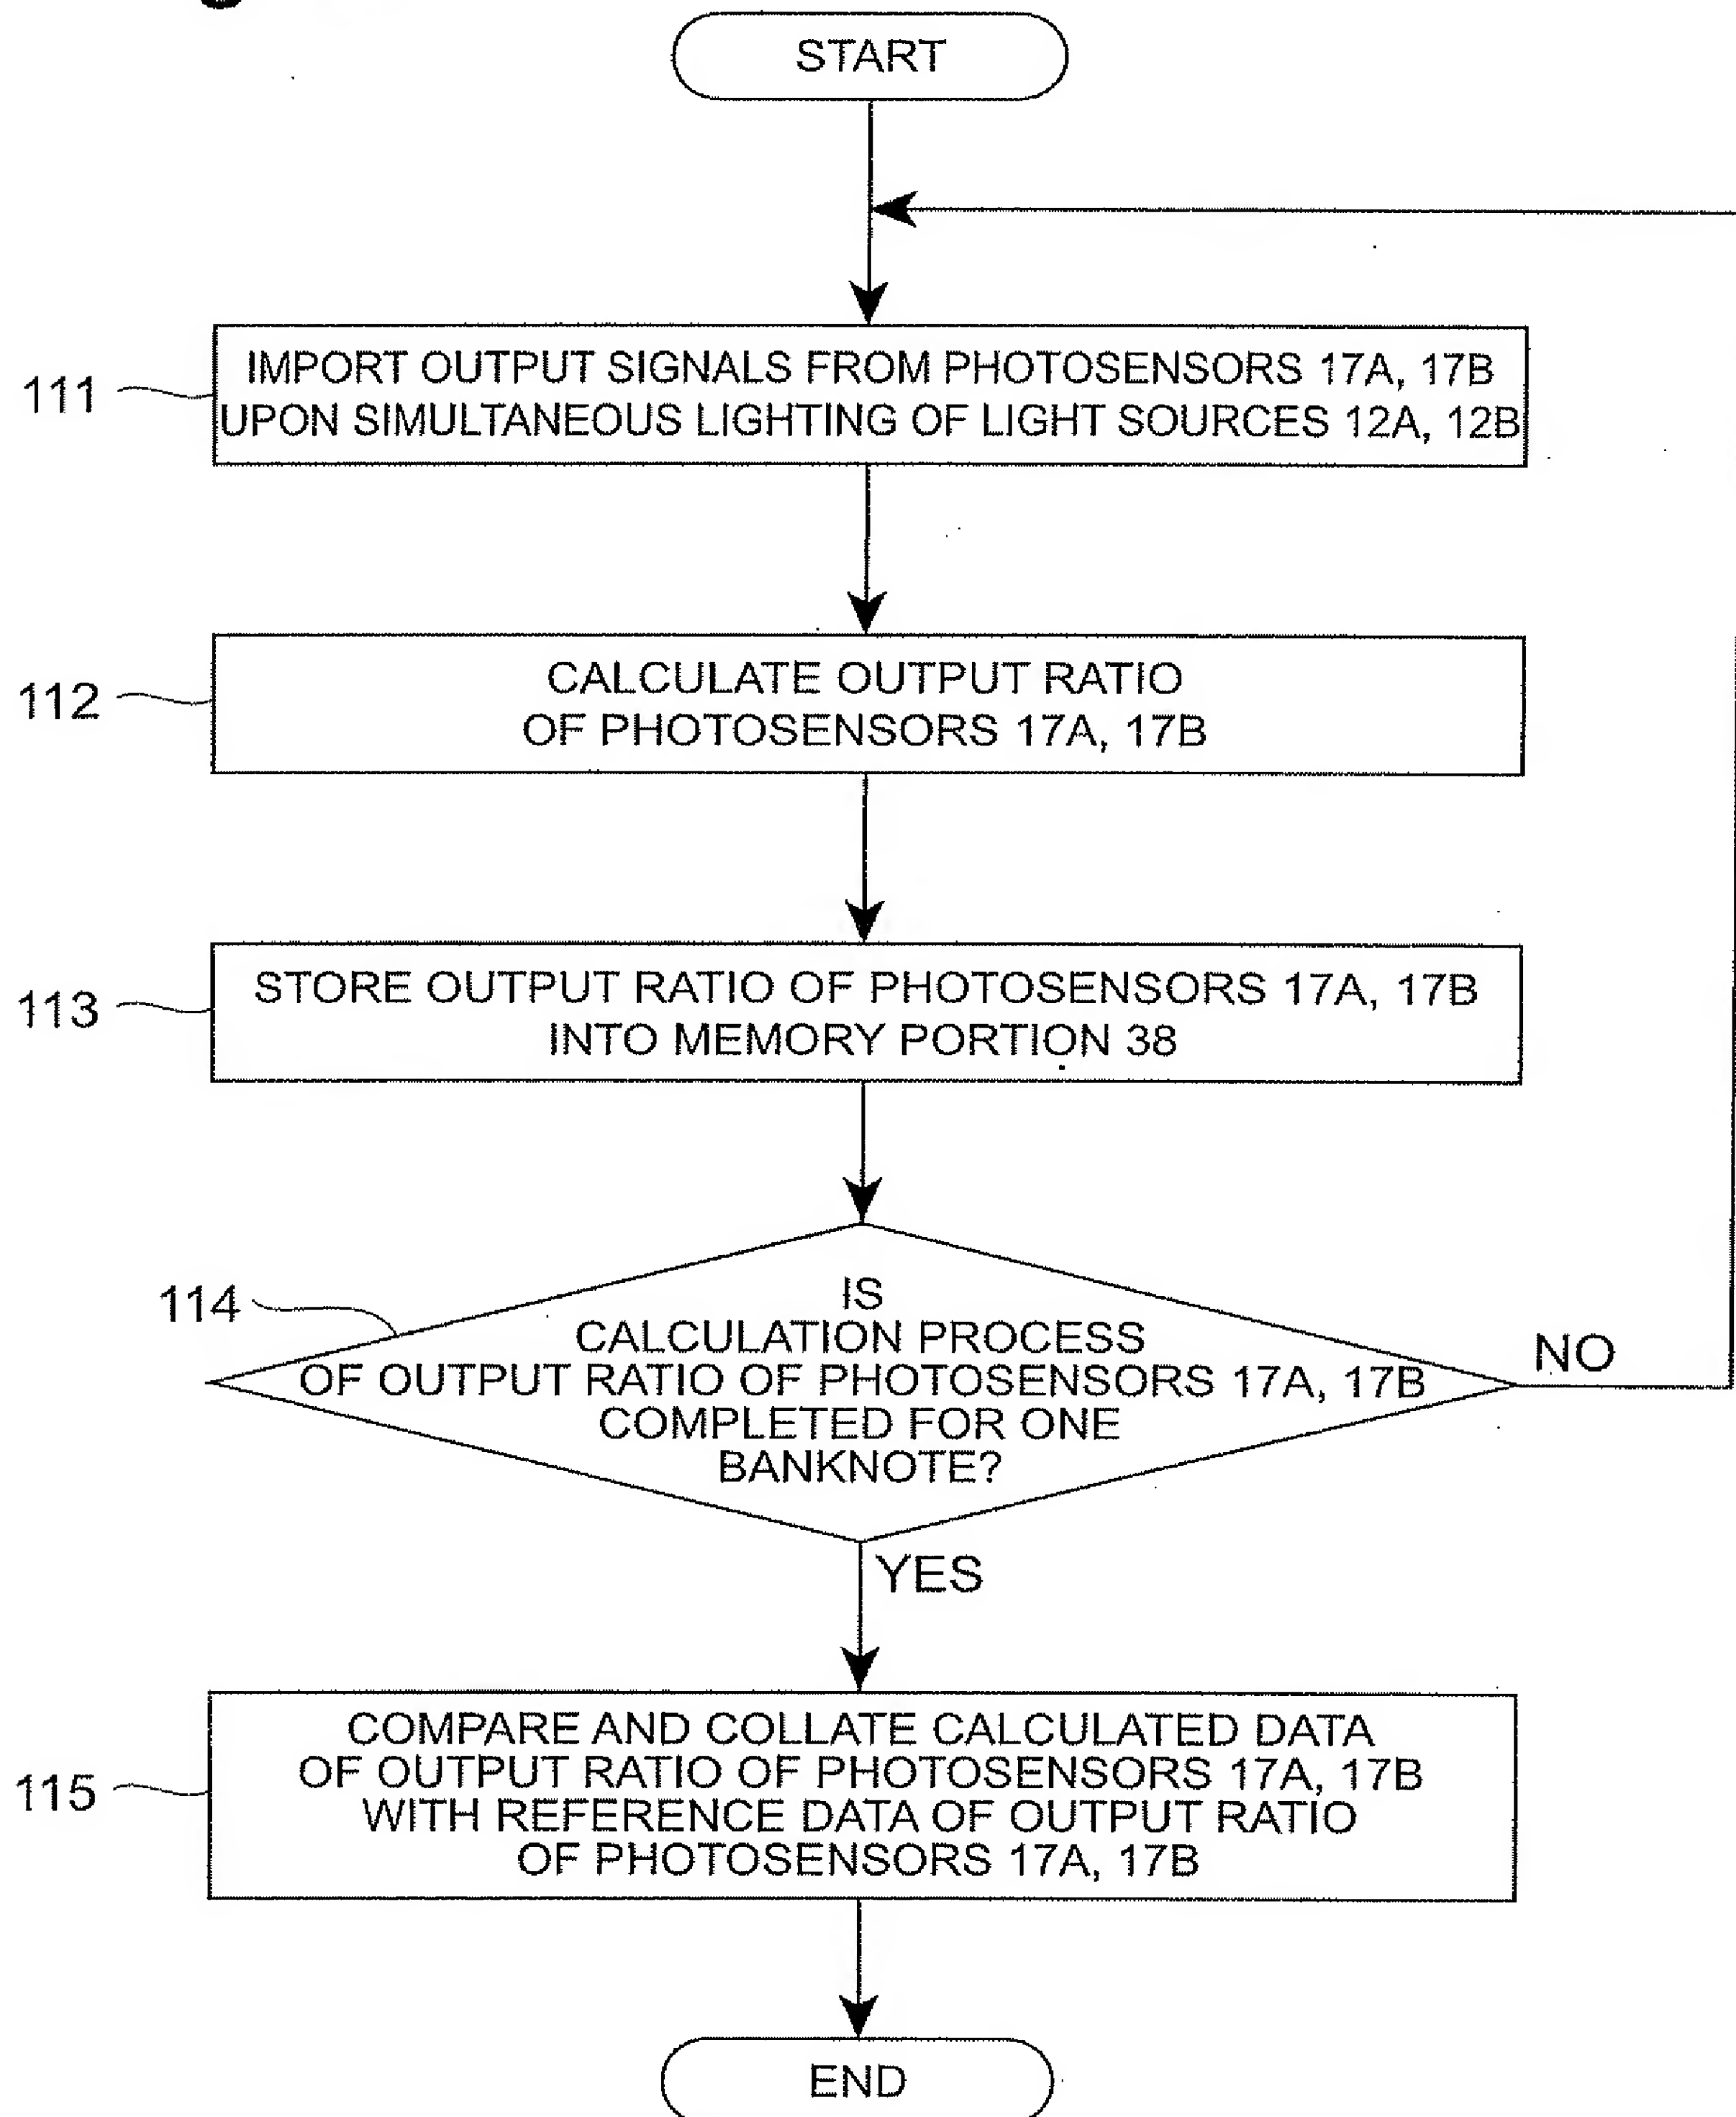 START
111
IMPORT OUTPUT SIGNALS FROM PHOTOSENSORS 17A, 17B
UPON SIMULTANEOUS LIGHTING OF LIGHT SOURCES 12A, 12B
112
CALCULATE OUTPUT RATIO
OF PHOTOSENSORS 17A, 17B
113
STORE OUTPUT RATIO OF PHOTOSENSORS 17A, 17B
INTO MEMORY PORTION 38
114
IS
CALCULATION PROCESS
OF OUTPUT RATIO OF PHOTOSENSORS 17A, 17B
COMPLETED FOR ONE
BANKNOTE?
NO
YES
115
COMPARE AND COLLATE CALCULATED DATA
OF OUTPUT RATIO OF PHOTOSENSORS 17A, 17B
WITH REFERENCE DATA OF OUTPUT RATIO
OF PHOTOSENSORS 17A, 17B
END